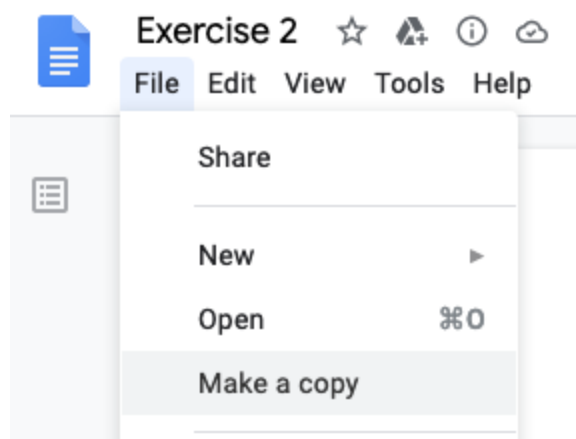 Exercise 2
File Edit View Tools Help
Share
New
Open ⌘O
Make a copy